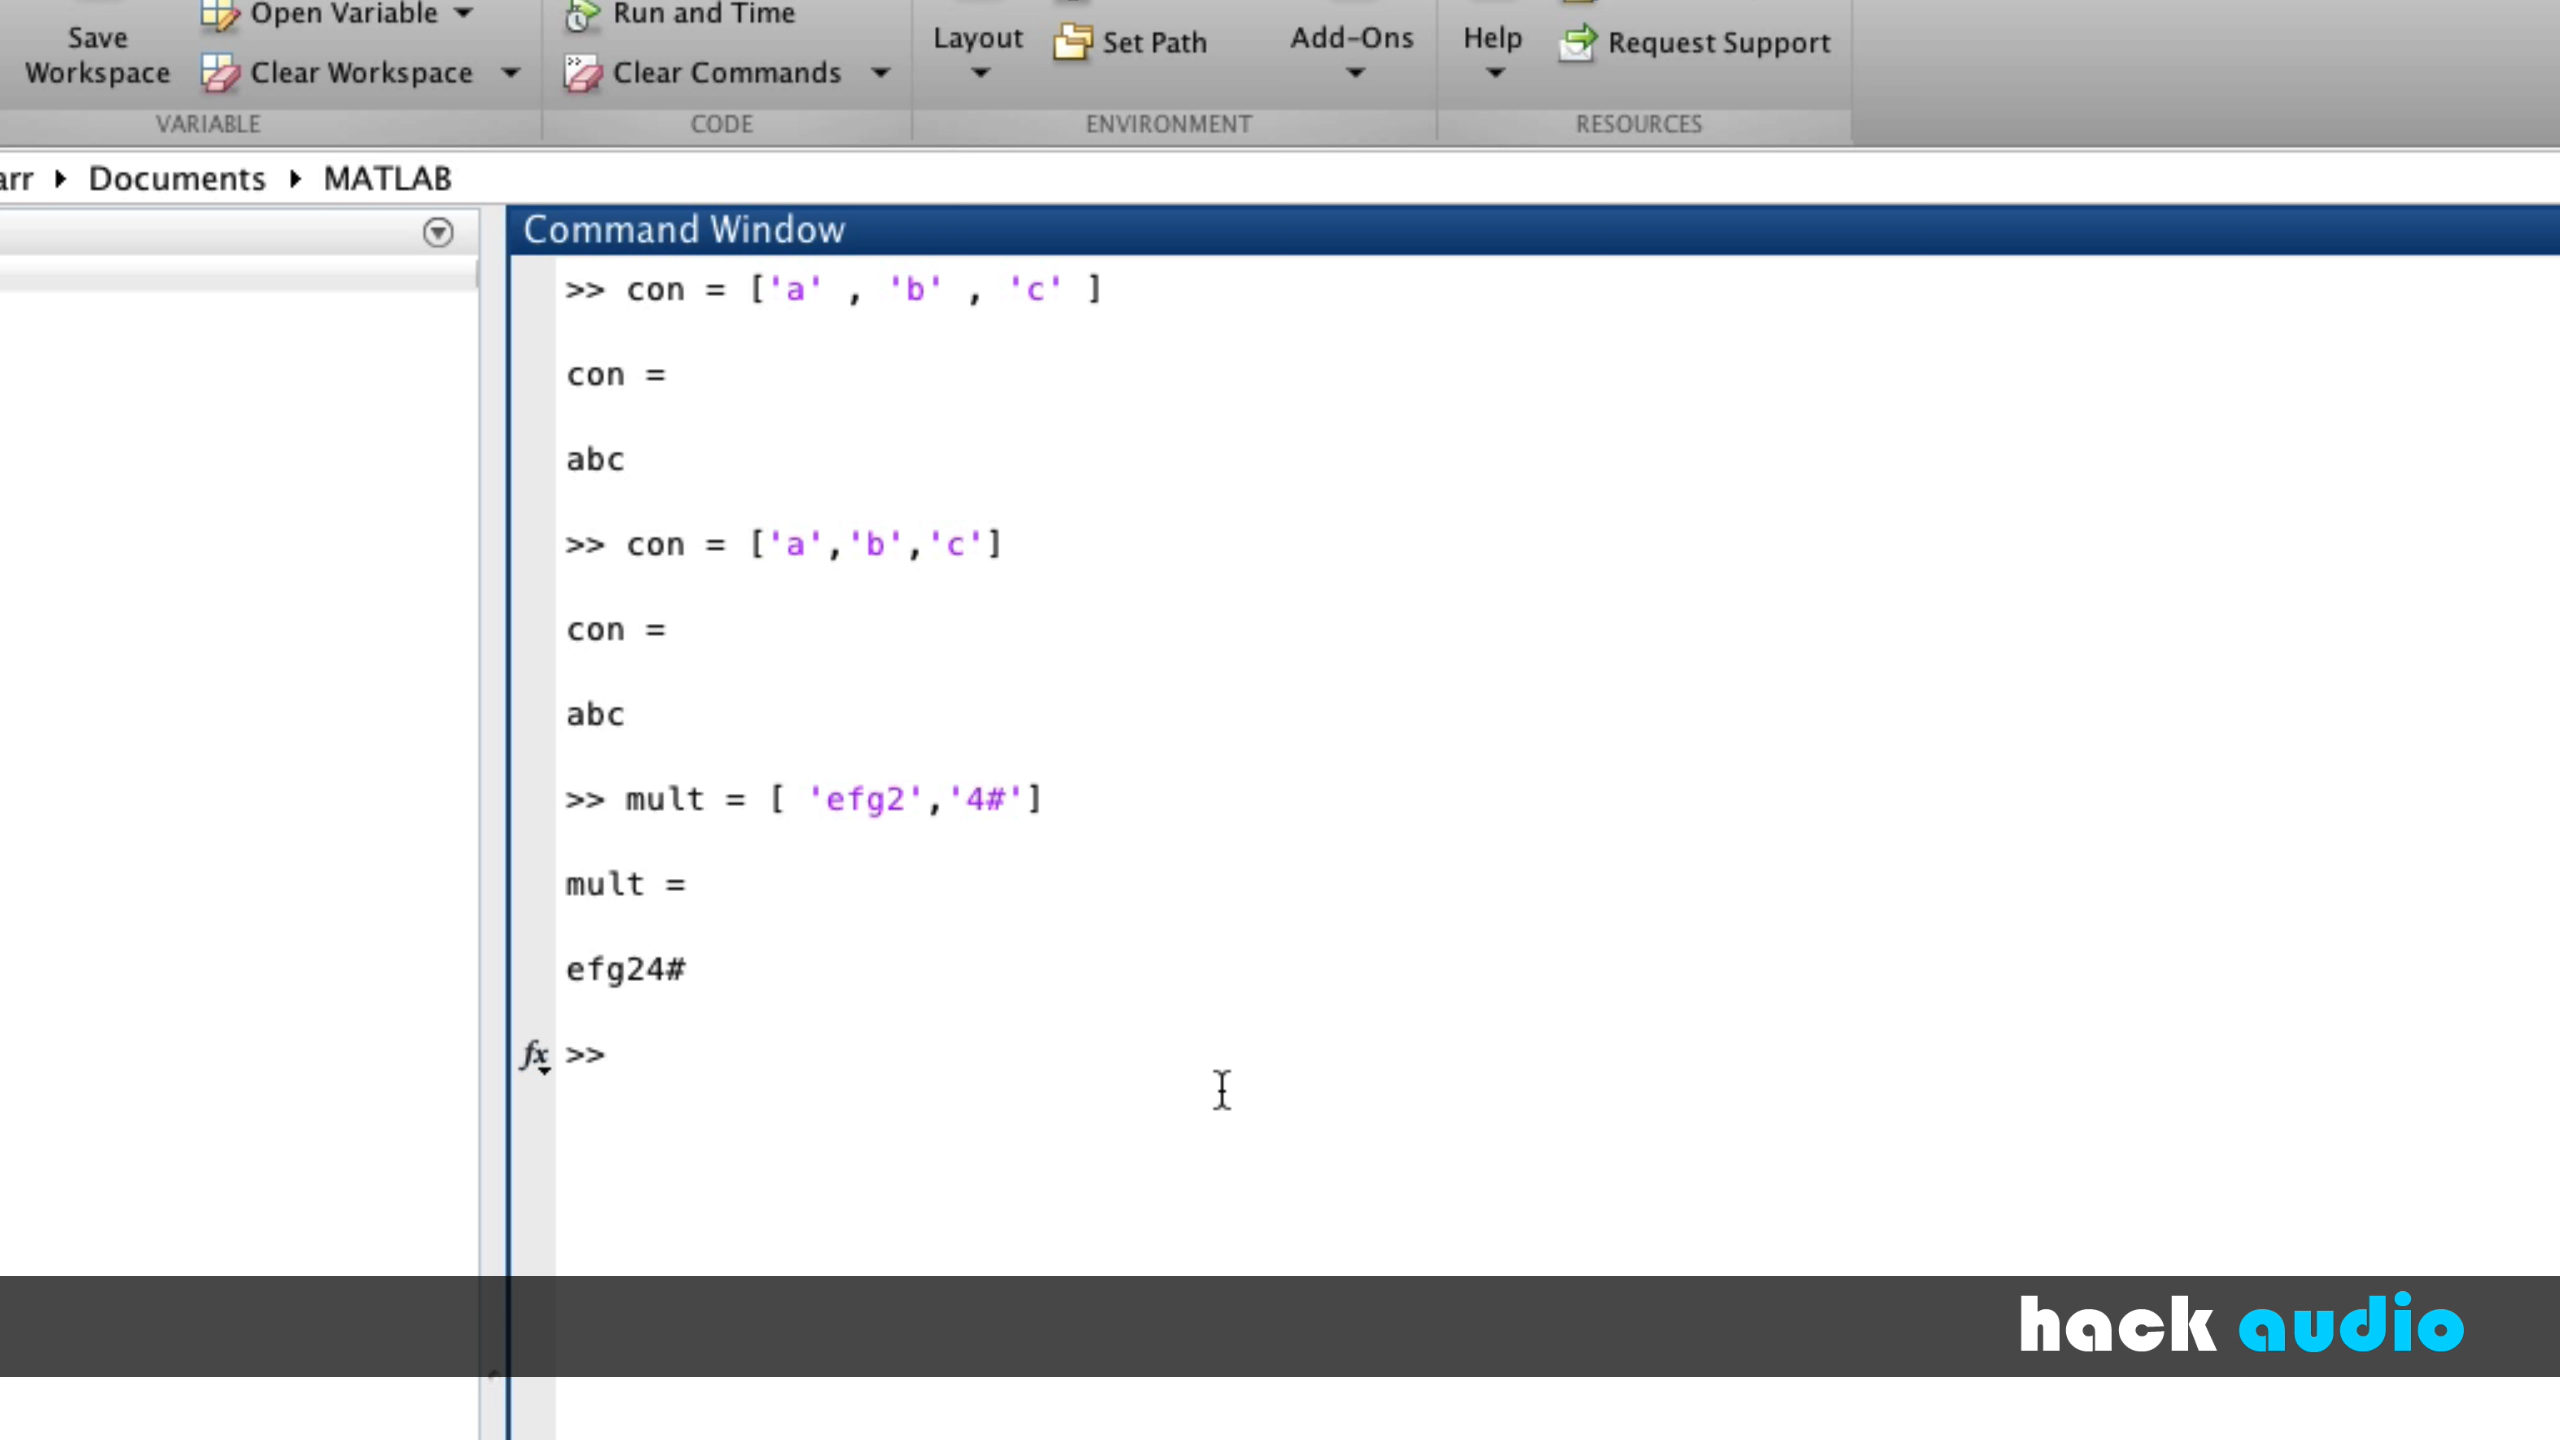 Open Variable
Run and Time
Save
Workspace
Clear Workspace
Clear Commands
Layout
Set Path
Add-Ons
Help
Request Support
VARIABLE
CODE
ENVIRONMENT
RESOURCES
arr Documents MATLAB
Command Window
>> con = ['a' , 'b' , 'c' ]
con =
abc
>> con = ['a','b','c']
con =
abc
>> mult = [ 'efg2','4#']
mult =
efg24#
fx >>
hack audio